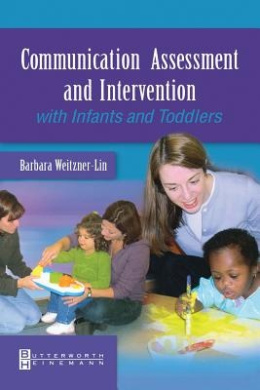 Communication Assessment
and Intervention
with Infants and Toddlers
Barbara Weitzner-Lin
B
H
BUTTERWORTH
HEINEMANN